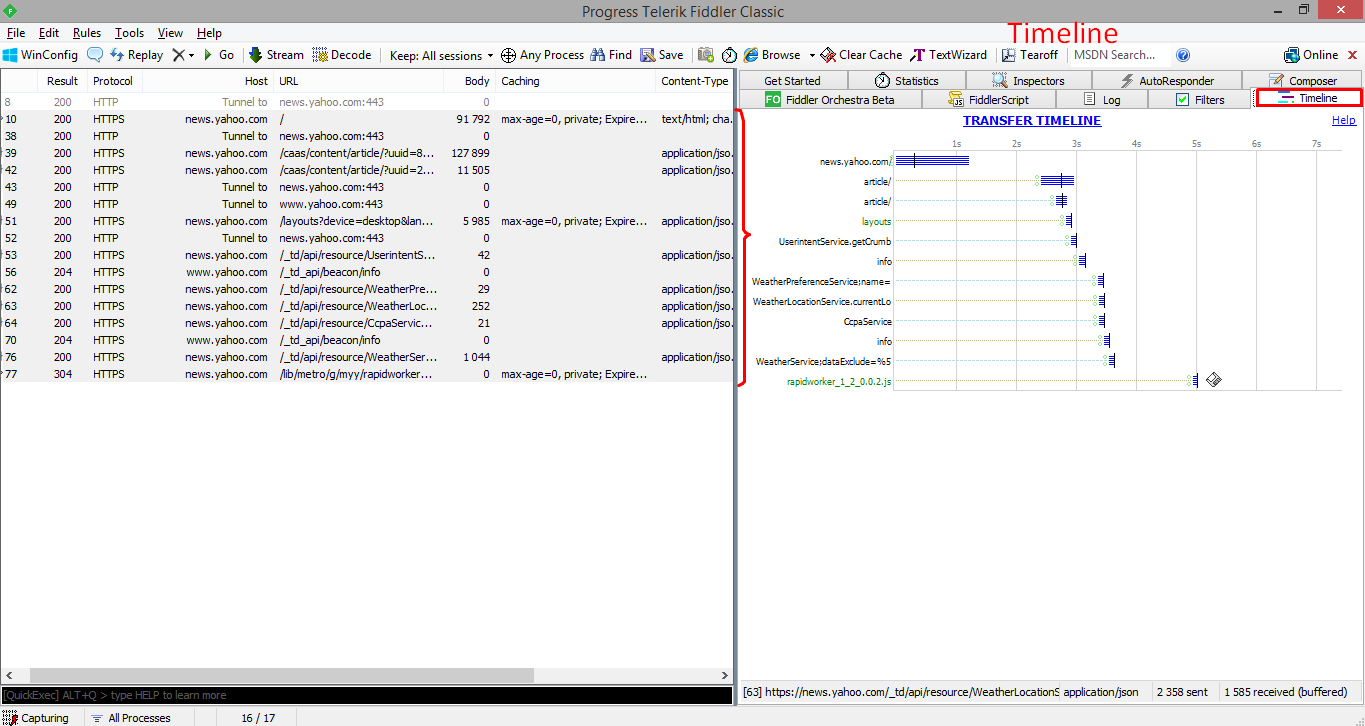 Progress Telerik Fiddler Classic
File Edit Rules Tools View Help
Timeline
WinConfig Replay Go Stream Decode Keep: All sessions Any Process Find Save Browse Clear Cache TextWizard Tearoff MSDN Search... Online
Result Protocol Host URL Body Caching Content-Type
8 200 HTTP Tunnel to news.yahoo.com:443 0
10 200 HTTPS news.yahoo.com / 91 792 max-age=0, private; Expire... text/html; cha...
38 200 HTTP Tunnel to news.yahoo.com:443 0
39 200 HTTPS news.yahoo.com /caas/content/article/?uuid=8... 127 899 application/jso...
42 200 HTTPS news.yahoo.com /caas/content/article/?uuid=2... 11 505 application/jso...
43 200 HTTP Tunnel to news.yahoo.com:443 0
49 200 HTTP Tunnel to www.yahoo.com:443 0
51 200 HTTPS news.yahoo.com /layouts?device=desktop&lan... 5 985 max-age=0, private; Expire... application/jso...
52 200 HTTP Tunnel to news.yahoo.com:443 0
53 200 HTTPS news.yahoo.com /_td/api/resource/UserintentS... 42 application/jso...
56 204 HTTPS www.yahoo.com /_td_api/beacon/info 0
62 200 HTTPS news.yahoo.com /_td/api/resource/WeatherPre... 29 application/jso...
63 200 HTTPS news.yahoo.com /_td/api/resource/WeatherLoc... 252 application/jso...
64 200 HTTPS news.yahoo.com /_td/api/resource/CcpaServic... 21 application/jso...
70 204 HTTPS www.yahoo.com /_td_api/beacon/info 0
76 200 HTTPS news.yahoo.com /_td/api/resource/WeatherSer... 1 044 application/jso...
77 304 HTTPS news.yahoo.com /lib/metro/g/myy/rapidworker... 0 max-age=0, private; Expire...
[QuickExec] ALT+Q > type HELP to learn more
Capturing All Processes 16 / 17
Get Started Statistics Inspectors AutoResponder Composer
FO Fiddler Orchestra Beta FiddlerScript Log Filters Timeline
TRANSFER TIMELINE Help
1s 2s 3s 4s 5s 6s 7s
news.yahoo.com/
article/
article/
layouts
UserintentService.getCrumb
info
WeatherPreferenceService;name=
WeatherLocationService.currentLo
CcpaService
info
WeatherService;dataExclude=%5
rapidworker_1_2_0.0.2.js
[63] https://news.yahoo.com/_td/api/resource/WeatherLocationS application/json 2 358 sent 1 585 received (buffered)